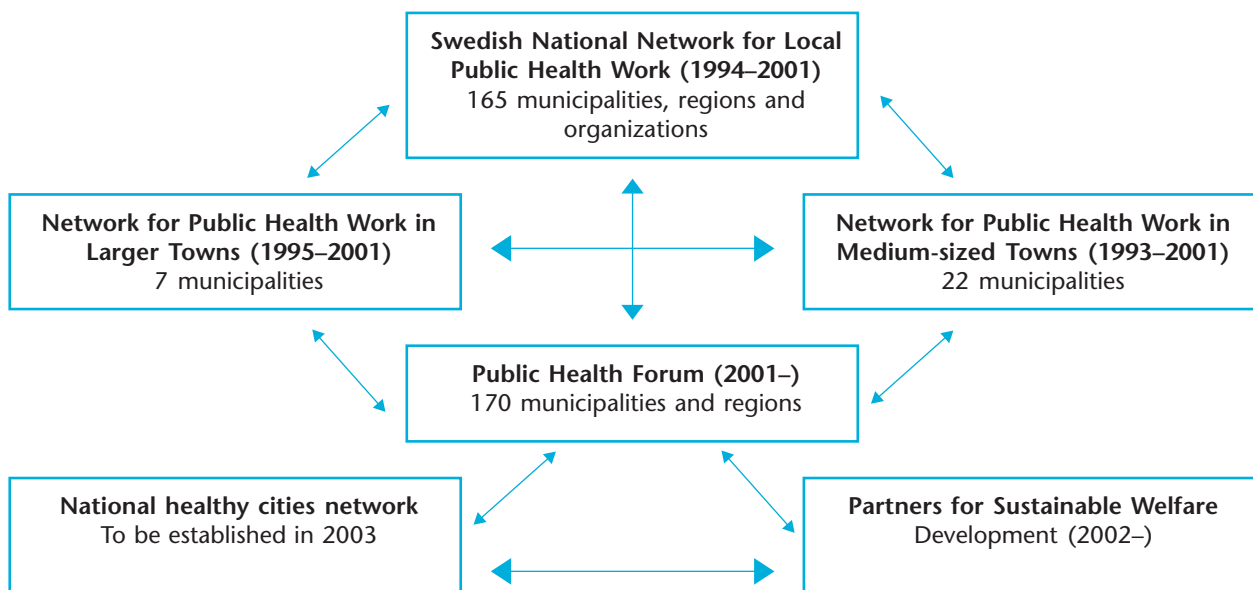 Swedish National Network for Local
Public Health Work (1994–2001)
165 municipalities, regions and
organizations
Network for Public Health Work in
Larger Towns (1995–2001)
7 municipalities
Network for Public Health Work in
Medium-sized Towns (1993–2001)
22 municipalities
Public Health Forum (2001–)
170 municipalities and regions
National healthy cities network
To be established in 2003
Partners for Sustainable Welfare
Development (2002–)